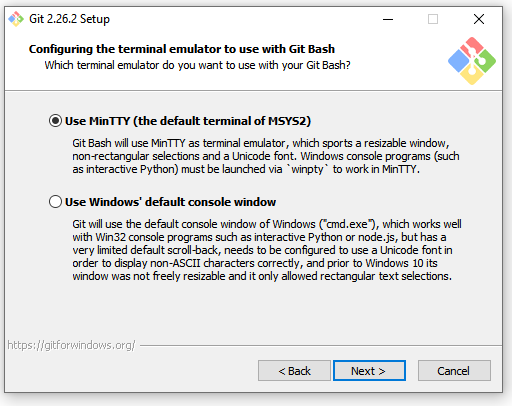 Git 2.26.2 Setup
Configuring the terminal emulator to use with Git Bash
Which terminal emulator do you want to use with your Git Bash?
Use MinTTY (the default terminal of MSYS2)
Git Bash will use MinTTY as terminal emulator, which sports a resizable window,
non-rectangular selections and a Unicode font. Windows console programs (such
as interactive Python) must be launched via `winpty` to work in MinTTY.
Use Windows' default console window
Git will use the default console window of Windows ("cmd.exe"), which works well
with Win32 console programs such as interactive Python or node.js, but has a
very limited default scroll-back, needs to be configured to use a Unicode font in
order to display non-ASCII characters correctly, and prior to Windows 10 its
window was not freely resizable and it only allowed rectangular text selections.
https://gitforwindows.org/
< Back Next > Cancel